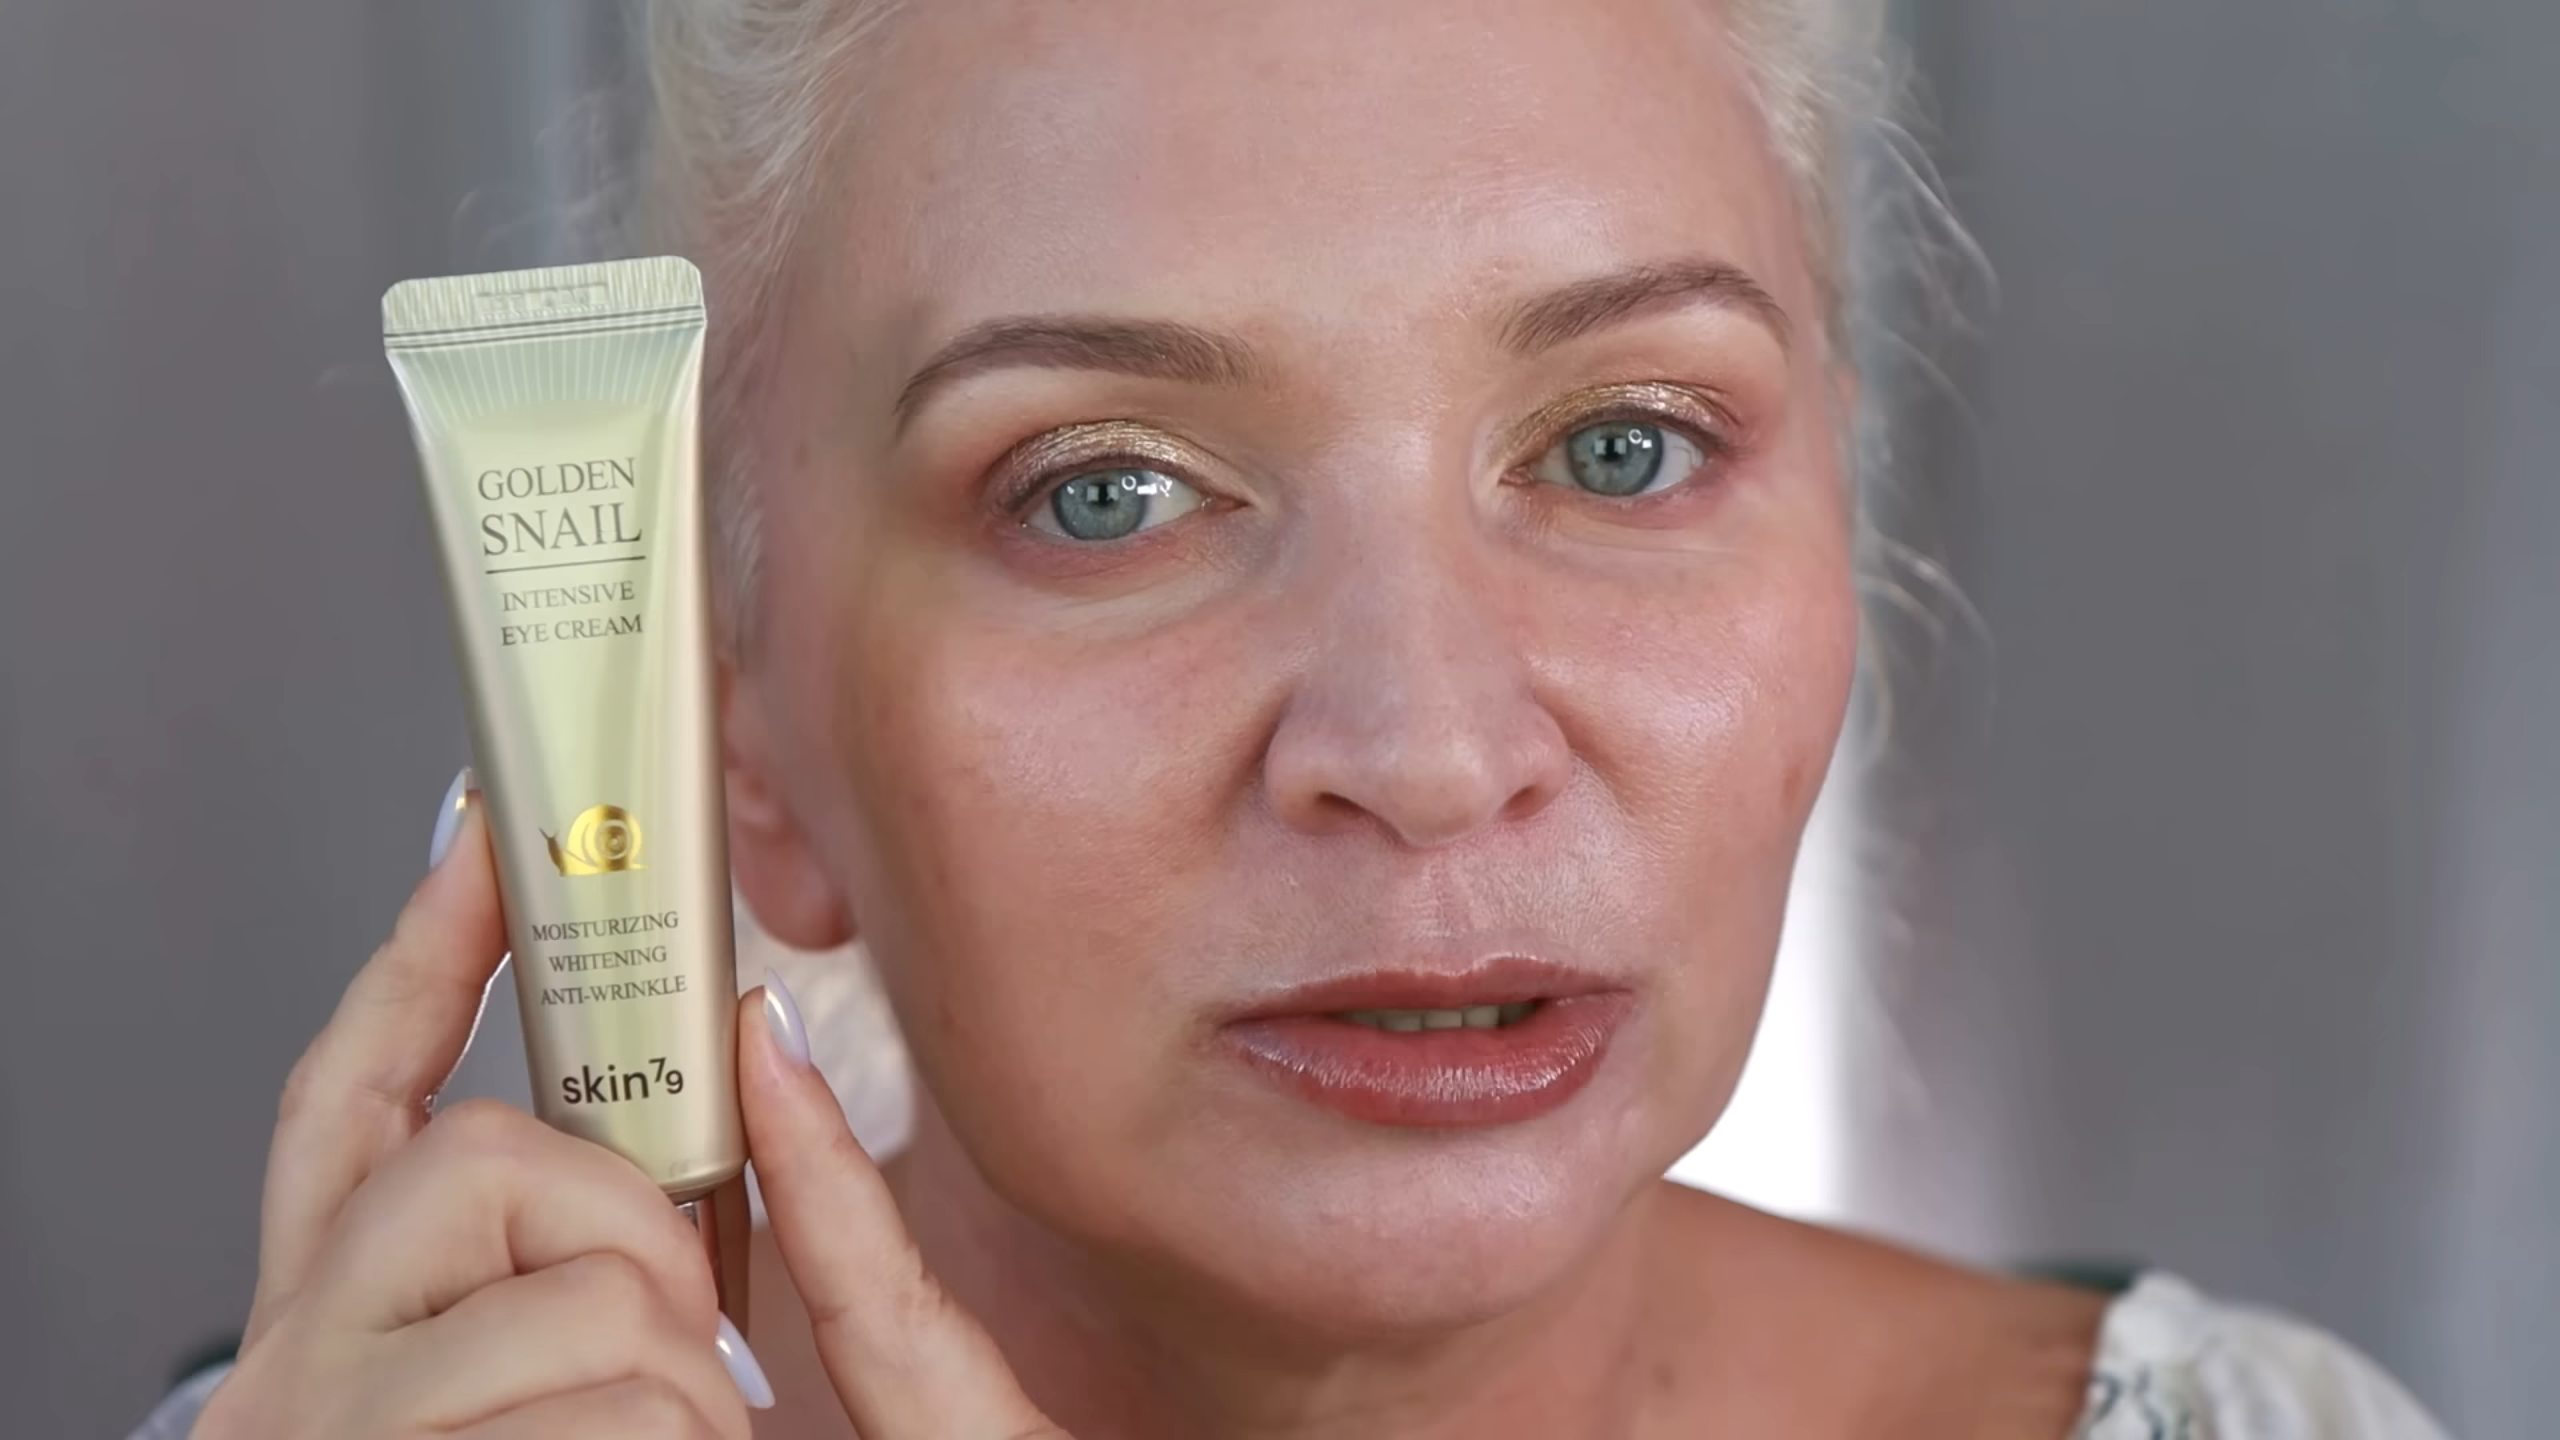 GOLDEN
SNAIL
INTENSIVE
EYE CREAM
MOISTURIZING
WHITENING
ANTI-WRINKLE
skin79